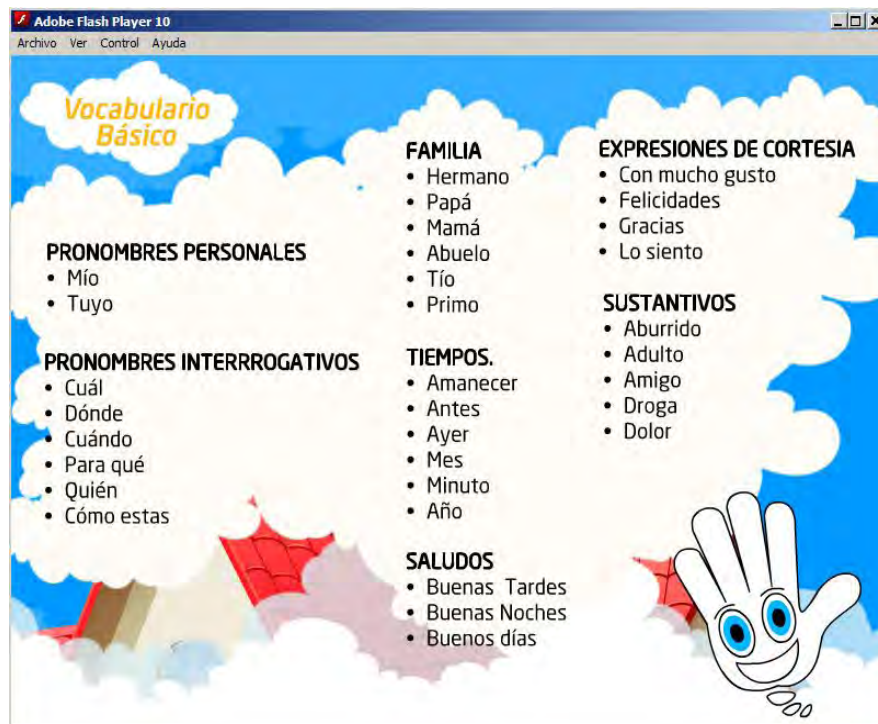 Adobe Flash Player 10
Archivo Ver Control Ayuda
Vocabulario
Básico
PRONOMBRES PERSONALES
• Mío
• Tuyo
PRONOMBRES INTERRROGATIVOS
• Cuál
• Dónde
• Cuándo
• Para qué
• Quién
• Cómo estas
FAMILIA
• Hermano
• Papá
• Mamá
• Abuelo
• Tío
• Primo
TIEMPOS.
• Amanecer
• Antes
• Ayer
• Mes
• Minuto
• Año
SALUDOS
• Buenas Tardes
• Buenas Noches
• Buenos días
EXPRESIONES DE CORTESIA
• Con mucho gusto
• Felicidades
• Gracias
• Lo siento
SUSTANTIVOS
• Aburrido
• Adulto
• Amigo
• Droga
• Dolor